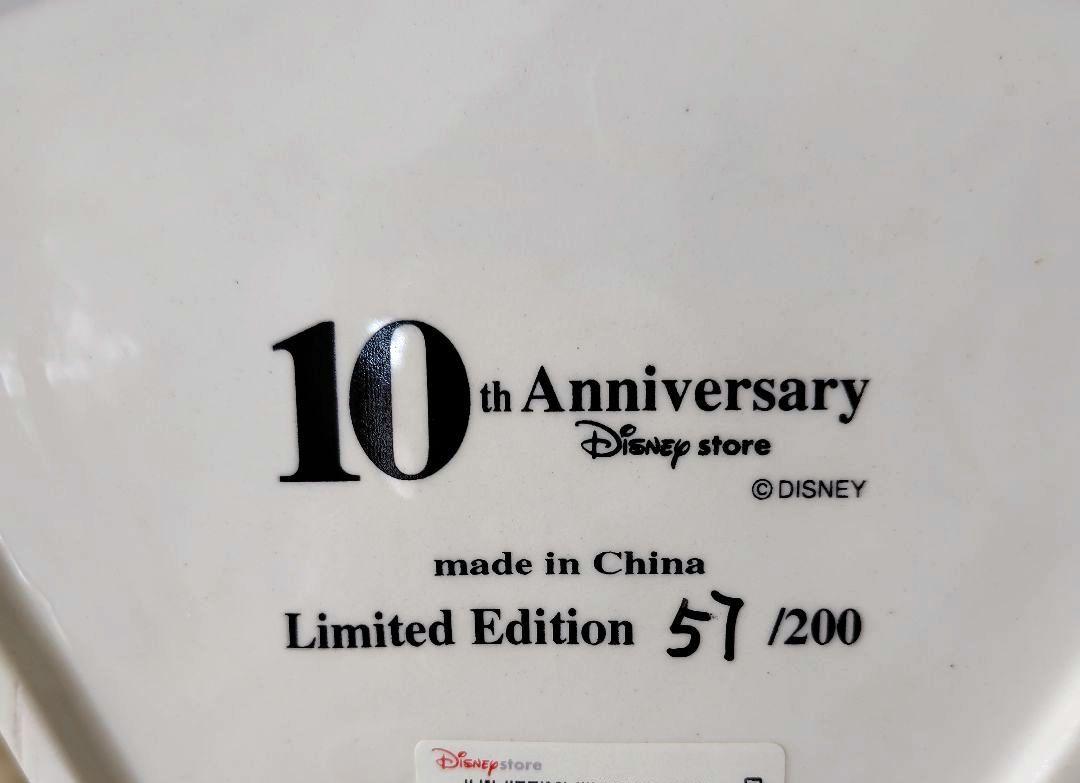 10th Anniversary
Disney store
© DISNEY
made in China
Limited Edition 57 /200
Disney store